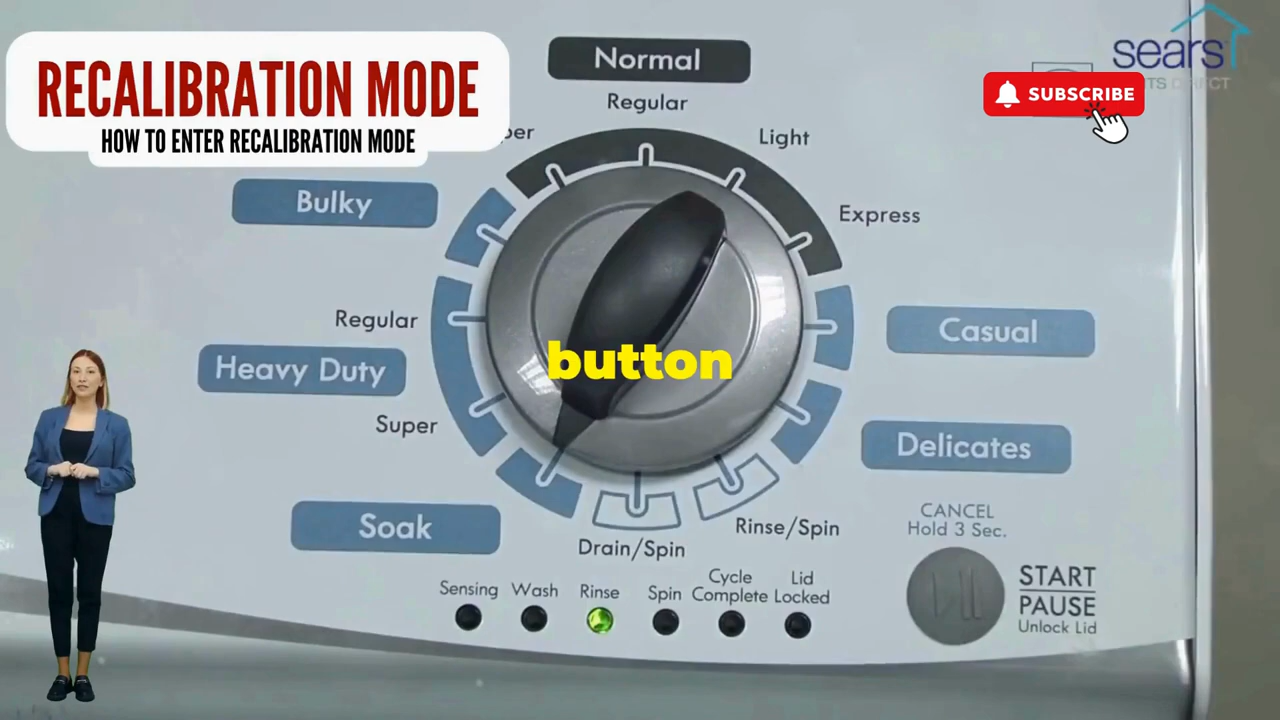 RECALIBRATION MODE
HOW TO ENTER RECALIBRATION MODE
sears
SUBSCRIBE
DIRECT
Normal
Regular
Light
Express
Bulky
Regular
Heavy Duty
Super
Soak
Casual
Delicates
Rinse/Spin
Drain/Spin
button
CANCEL
Hold 3 Sec.
Sensing
Wash
Rinse
Spin
Cycle
Complete
Lid
Locked
START
PAUSE
Unlock Lid